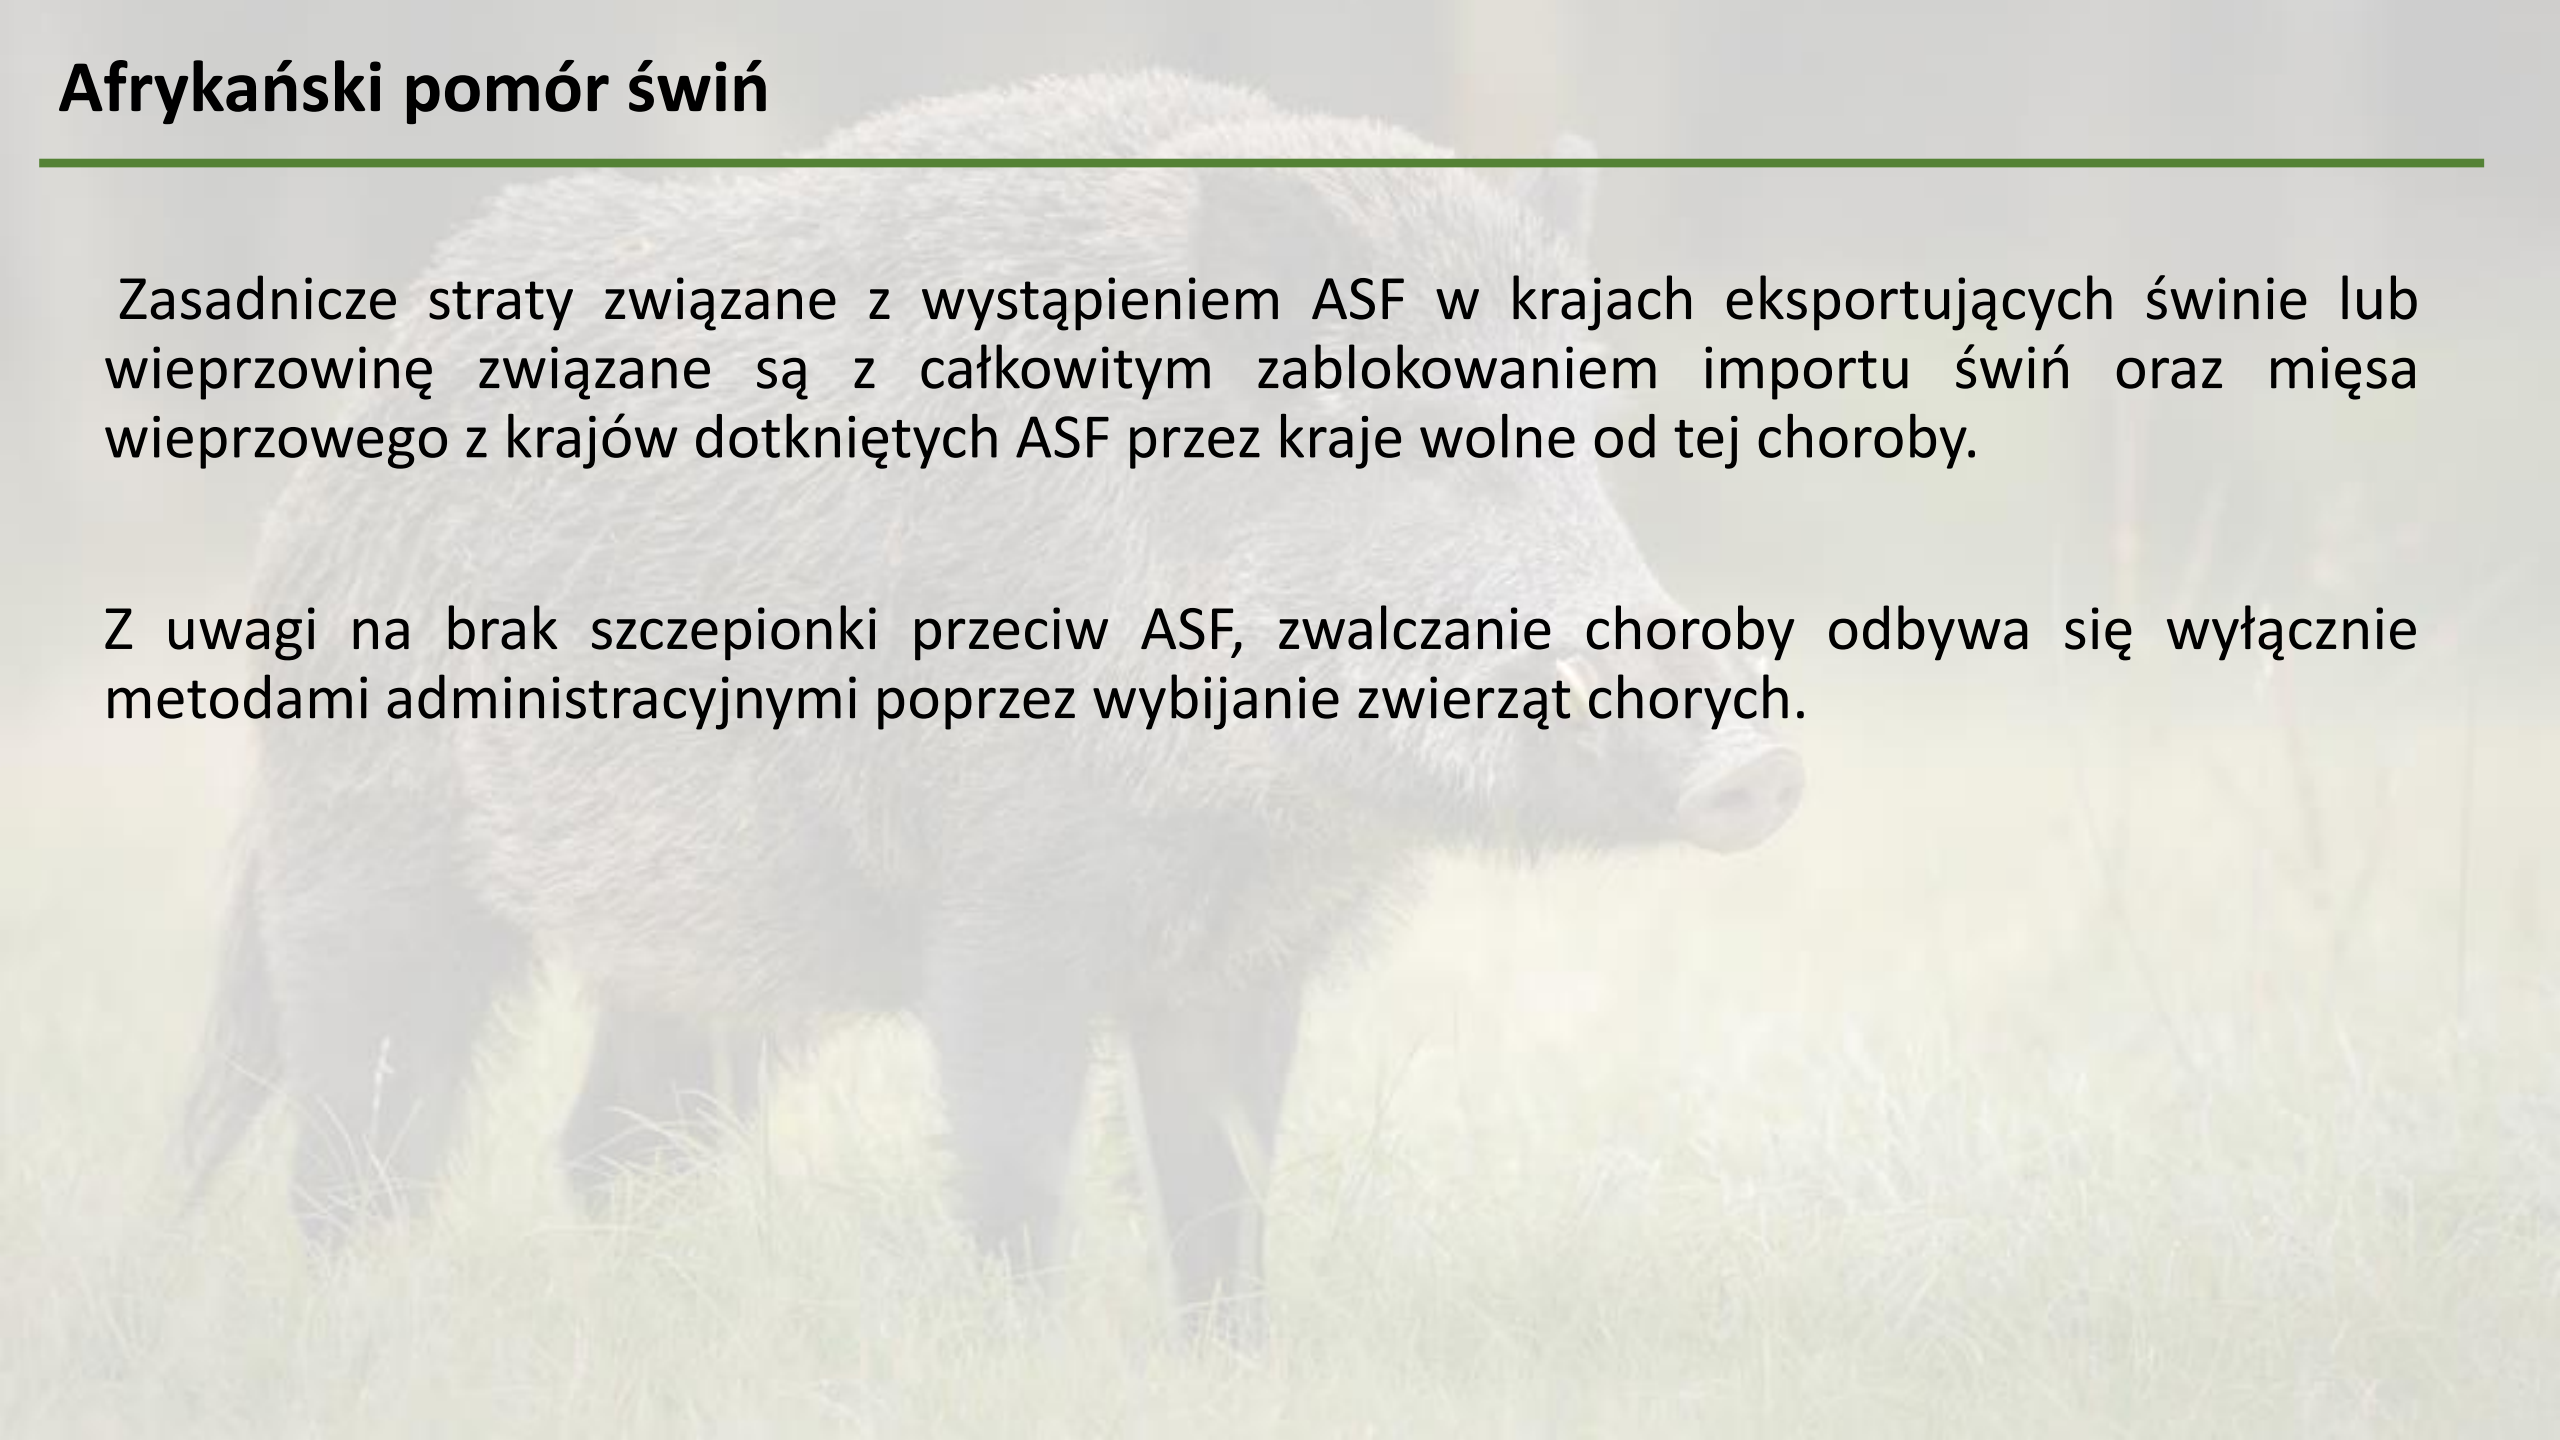 Afrykański pomór świń
Zasadnicze straty związane z wystąpieniem ASF w krajach eksportujących świnie lub
wieprzowinę związane są z całkowitym zablokowaniem importu świń oraz mięsa
wieprzowego z krajów dotkniętych ASF przez kraje wolne od tej choroby.
Z uwagi na brak szczepionki przeciw ASF, zwalczanie choroby odbywa się wyłącznie
metodami administracyjnymi poprzez wybijanie zwierząt chorych.